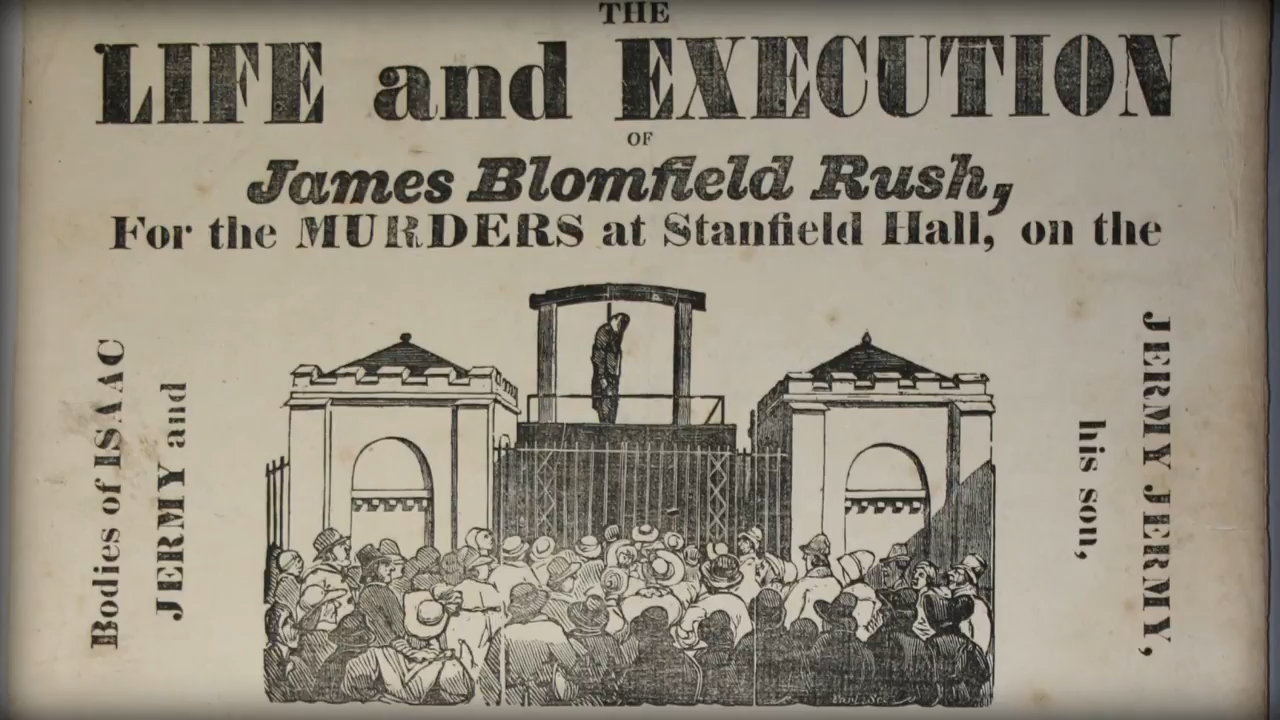 THE
LIFE and EXECUTION
OF
James Blomfield Rush,
For the MURDERS at Stanfield Hall, on the
Bodies of ISAAC
JERMY and
JERMY JERMY,
his son,